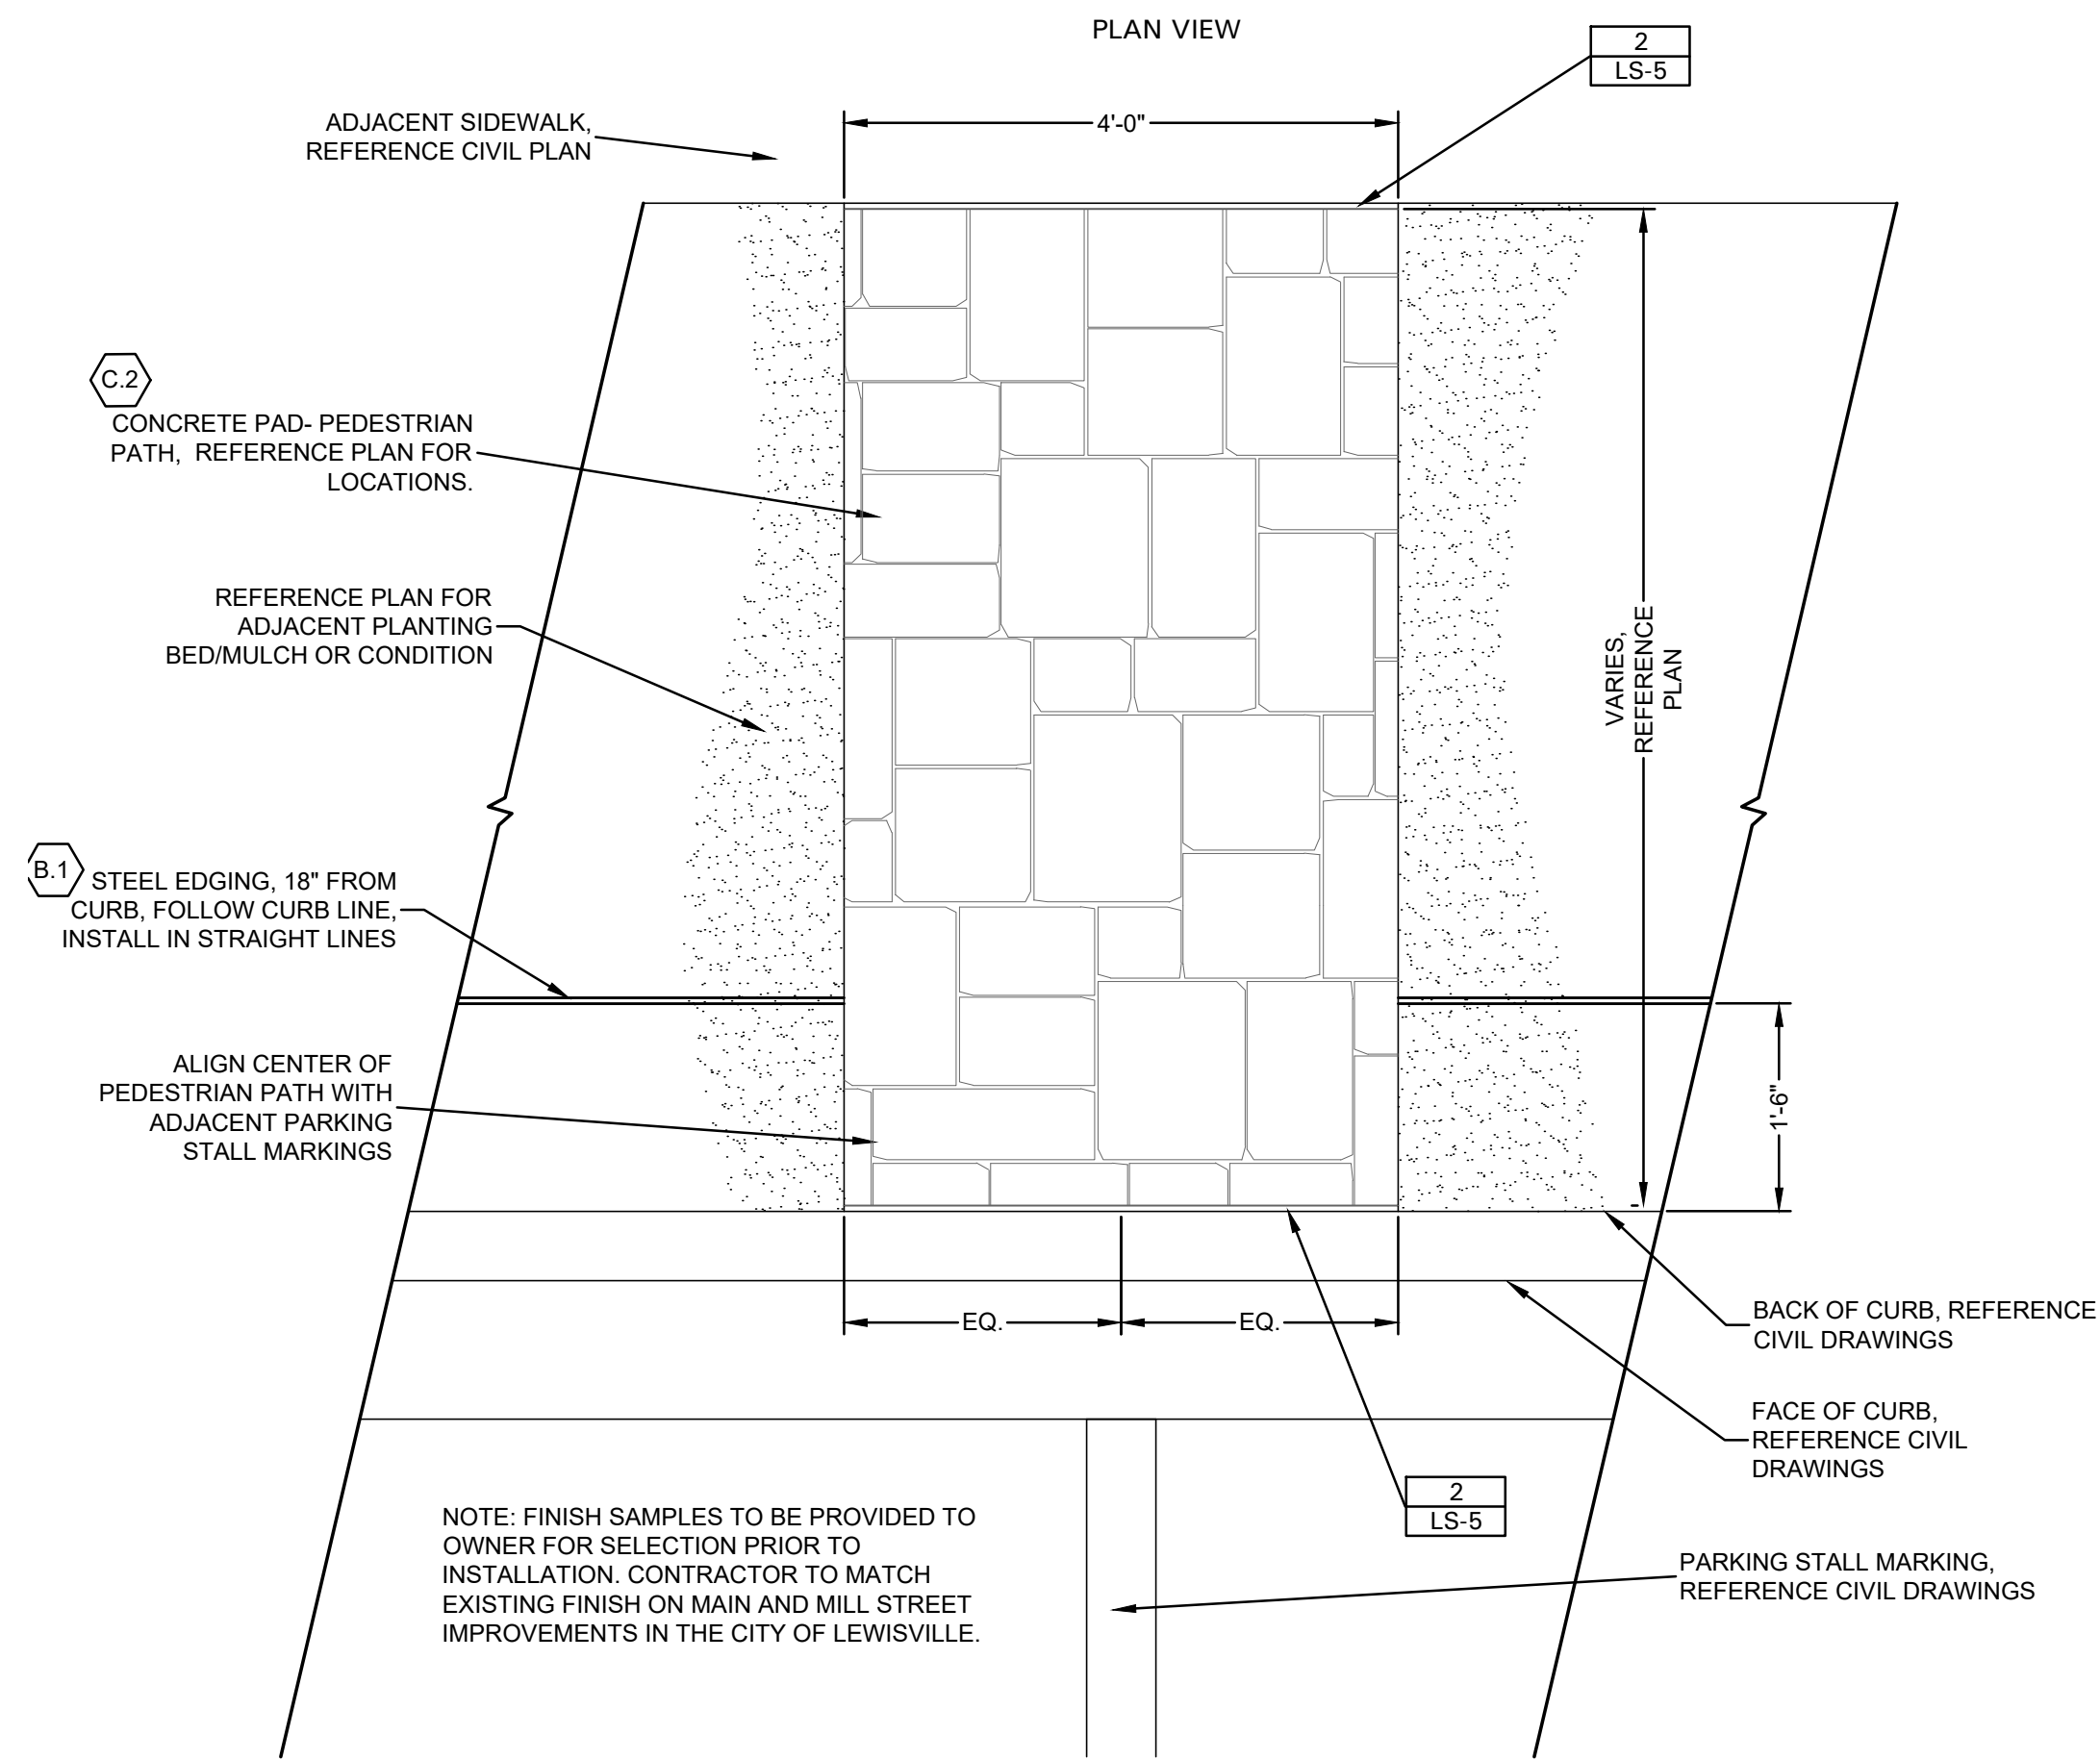 PLAN VIEW
2
LS-5
ADJACENT SIDEWALK,
REFERENCE CIVIL PLAN
4'-0"
C.2
CONCRETE PAD- PEDESTRIAN
PATH, REFERENCE PLAN FOR
LOCATIONS.
REFERENCE PLAN FOR
ADJACENT PLANTING
BED/MULCH OR CONDITION
VARIES,
REFERENCE
PLAN
B.1
STEEL EDGING, 18" FROM
CURB, FOLLOW CURB LINE,
INSTALL IN STRAIGHT LINES
ALIGN CENTER OF
PEDESTRIAN PATH WITH
ADJACENT PARKING
STALL MARKINGS
1'-6"
EQ.
EQ.
BACK OF CURB, REFERENCE
CIVIL DRAWINGS
FACE OF CURB,
REFERENCE CIVIL
DRAWINGS
2
LS-5
NOTE: FINISH SAMPLES TO BE PROVIDED TO
OWNER FOR SELECTION PRIOR TO
INSTALLATION. CONTRACTOR TO MATCH
EXISTING FINISH ON MAIN AND MILL STREET
IMPROVEMENTS IN THE CITY OF LEWISVILLE.
PARKING STALL MARKING,
REFERENCE CIVIL DRAWINGS